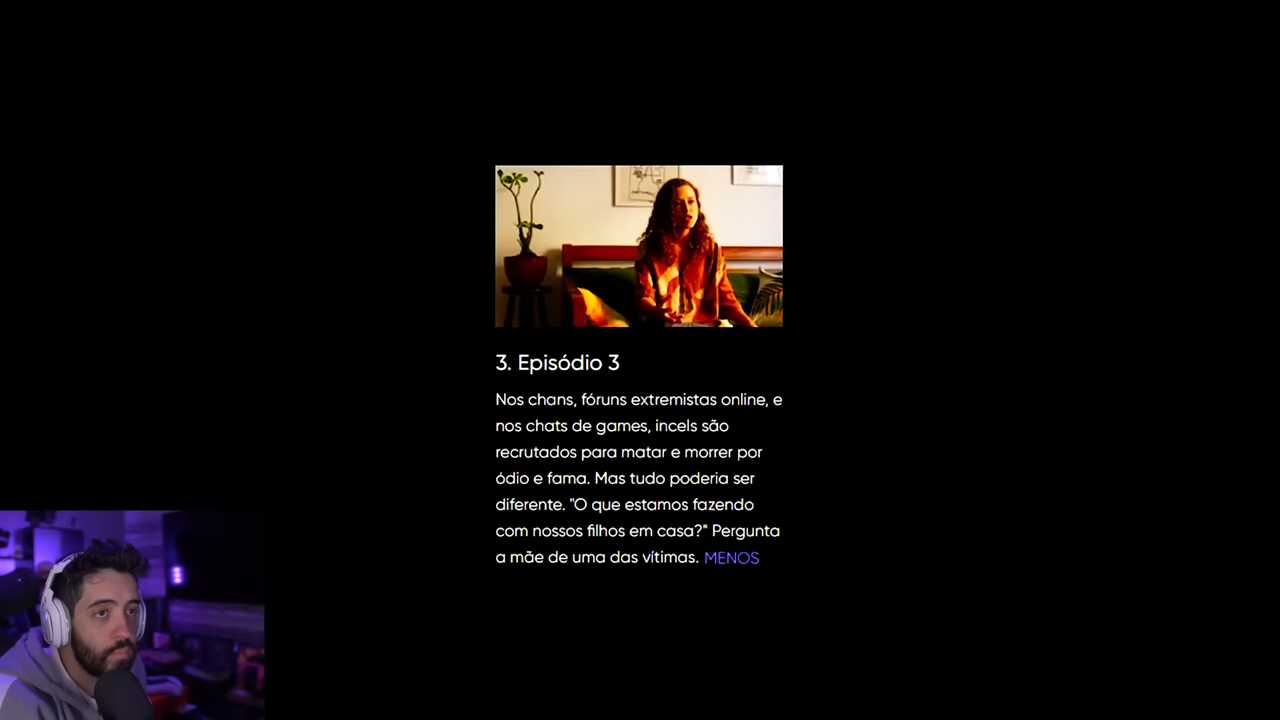 3. Episódio 3
Nos chans, fóruns extremistas online, e
nos chats de games, incels são
recrutados para matar e morrer por
ódio e fama. Mas tudo poderia ser
diferente. "O que estamos fazendo
com nossos filhos em casa?" Pergunta
a mãe de uma das vítimas. MENOS